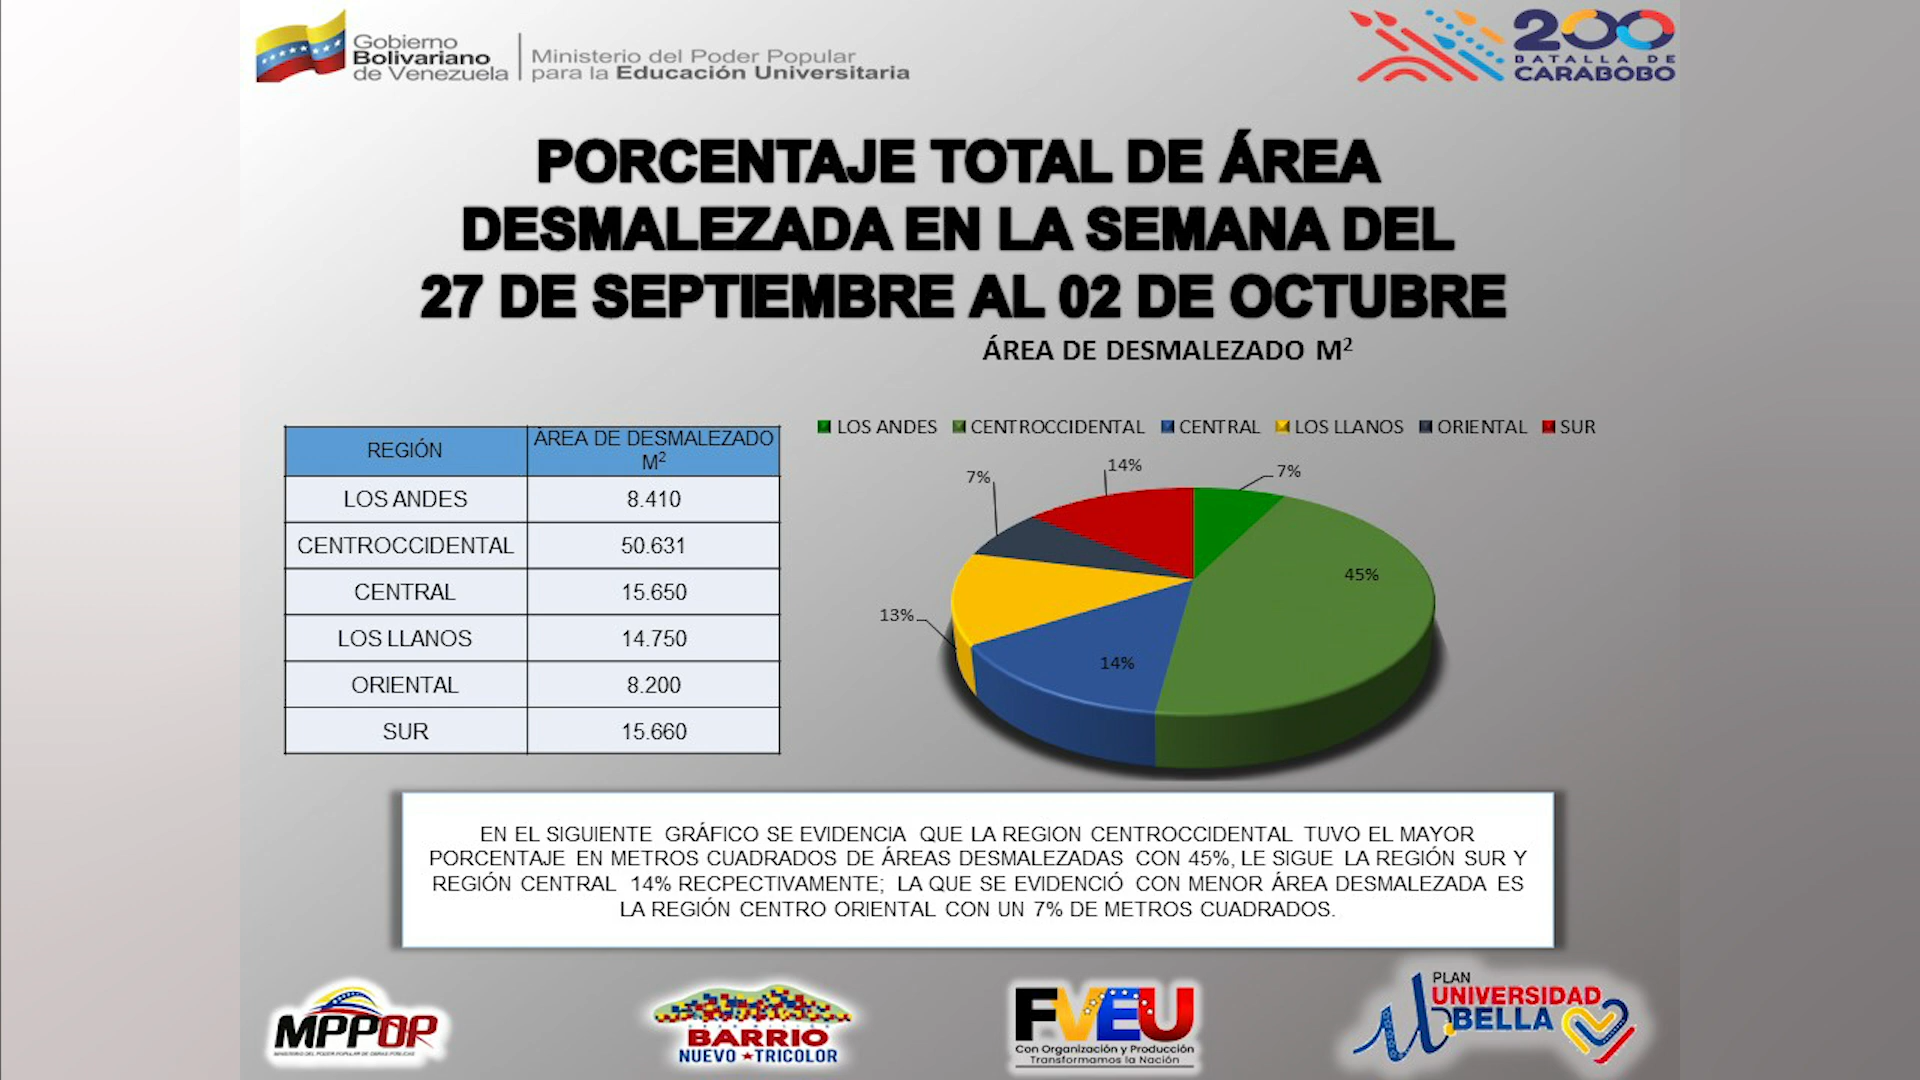 Gobierno
Bolivariano
de Venezuela
Ministerio del Poder Popular
para la Educación Universitaria
200
BATALLA DE
CARABOBO
PORCENTAJE TOTAL DE ÁREA
DESMALEZADA EN LA SEMANA DEL
27 DE SEPTIEMBRE AL 02 DE OCTUBRE
ÁREA DE DESMALEZADO M²
LOS ANDES CENTROCCIDENTAL CENTRAL LOS LLANOS ORIENTAL SUR
REGIÓN ÁREA DE DESMALEZADO M²
LOS ANDES 8.410
CENTROCCIDENTAL 50.631
CENTRAL 15.650
LOS LLANOS 14.750
ORIENTAL 8.200
SUR 15.660
7%
14%
7%
45%
13%
14%
EN EL SIGUIENTE GRÁFICO SE EVIDENCIA QUE LA REGION CENTROCCIDENTAL TUVO EL MAYOR
PORCENTAJE EN METROS CUADRADOS DE ÁREAS DESMALEZADAS CON 45%, LE SIGUE LA REGIÓN SUR Y
REGIÓN CENTRAL 14% RECPECTIVAMENTE; LA QUE SE EVIDENCIÓ CON MENOR ÁREA DESMALEZADA ES
LA REGIÓN CENTRO ORIENTAL CON UN 7% DE METROS CUADRADOS.
MPPOP
MINISTERIO DEL PODER POPULAR DE OBRAS PÚBLICAS
BARRIO
NUEVO ★ TRICOLOR
FVEU
Con Organización y Producción
Transformamos la Nación
PLAN
UNIVERSIDAD
BELLA